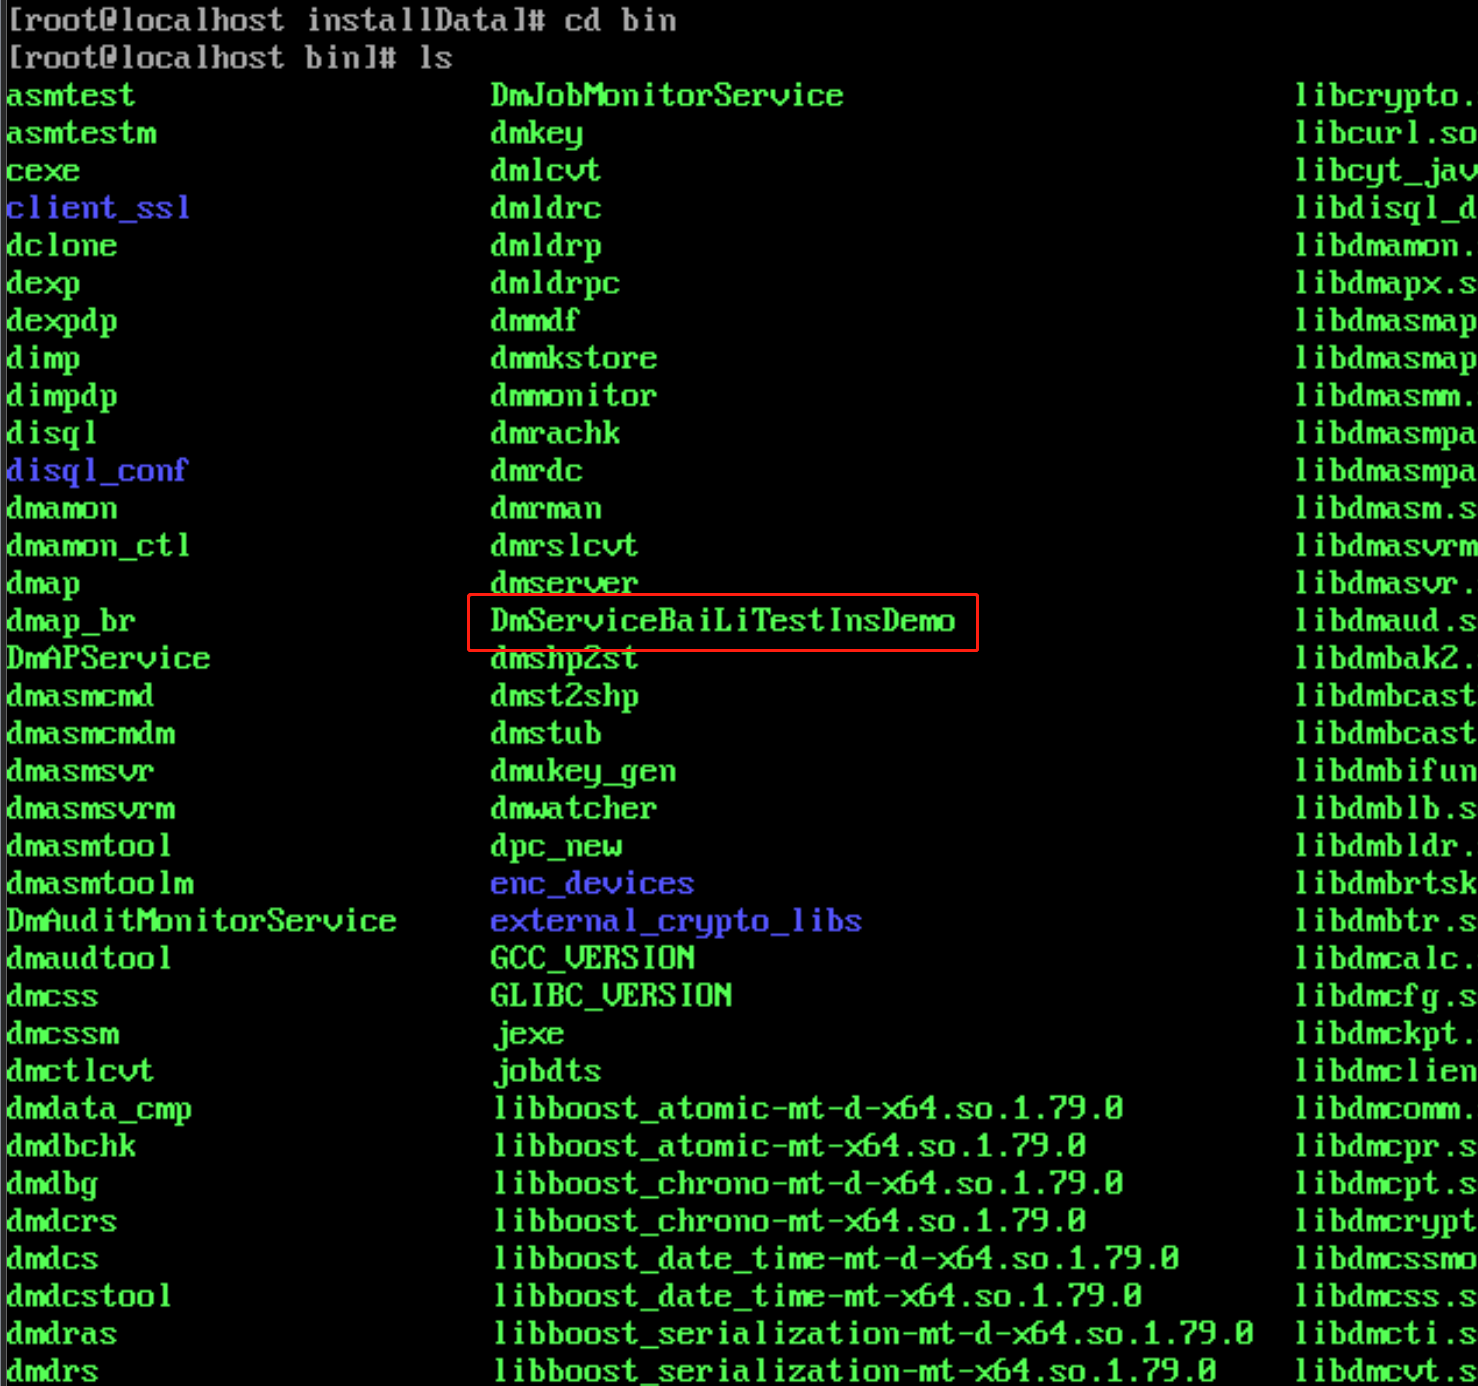 [root@localhost installData]# cd bin
[root@localhost bin]# ls
asmtest DmJobMonitorService libcrypto.
asmtestm dmkey libcurl.so
cexe dmlcvt libcyt_jav
client_ssl dmldrc libdisql_d
dclone dmldrp libdmamon.
dexp dmldrpc libdmapx.s
dexpdp dmmdf libdmasmap
dimp dmmkstore libdmasmap
dimpdp dmmonitor libdmasmm.
disql dmrachk libdmasmpa
disql_conf dmrdc libdmasmpa
dmamon dmrman libdmasm.s
dmamon_ctl dmrslcvt libdmasvrm
dmap dmserver libdmasvr.
dmap_br DmServiceBaiLiTestInsDemo libdmaud.s
DmAPService dmshp2st libdmbak2.
dmasmcmd dmst2shp libdmbcast
dmasmcmdm dmstub libdmbcast
dmasmsvr dmukey_gen libdmbifun
dmasmsvrm dmwatcher libdmblb.s
dmasmtool dpc_new libdmbldr.
dmasmtoolm enc_devices libdmbrtsk
DmAuditMonitorService external_crypto_libs libdmbtr.s
dmaudtool GCC_VERSION libdmcalc.
dmcss GLIBC_VERSION libdmcfg.s
dmcssm jexe libdmckpt.
dmctlcvt jobdts libdmclien
dmdata_cmp libboost_atomic-mt-d-x64.so.1.79.0 libdmcomm.
dmdbchk libboost_atomic-mt-x64.so.1.79.0 libdmcpr.s
dmdbg libboost_chrono-mt-d-x64.so.1.79.0 libdmcpt.s
dmdcrs libboost_chrono-mt-x64.so.1.79.0 libdmcrypt
dmdcs libboost_date_time-mt-d-x64.so.1.79.0 libdmcssmo
dmdcstool libboost_date_time-mt-x64.so.1.79.0 libdmcss.s
dmdras libboost_serialization-mt-d-x64.so.1.79.0 libdmcti.s
dmdrs libboost_serialization-mt-x64.so.1.79.0 libdmcvt.s